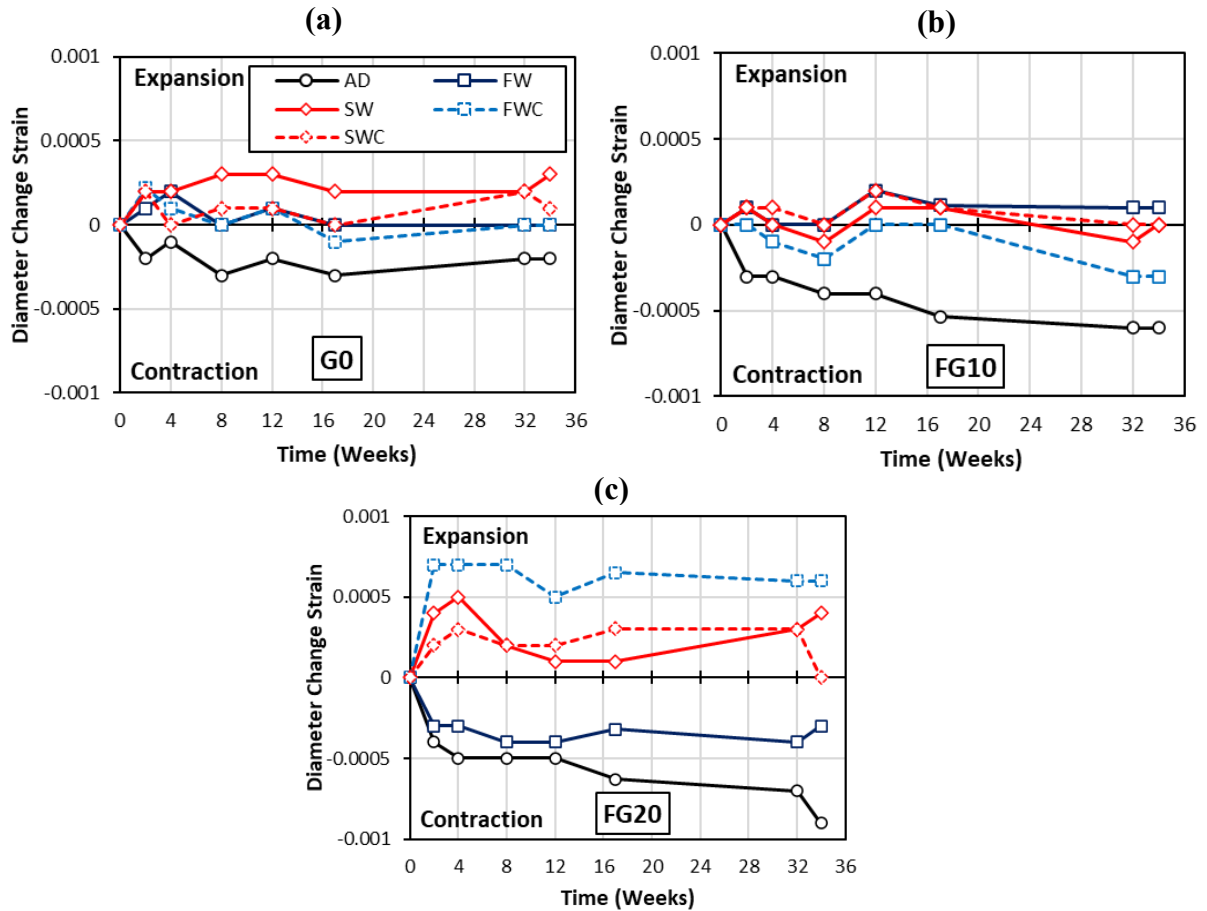 (a)
0.001
0.0005
0
-0.0005
-0.001
Diameter Change Strain
Expansion
AD
FW
SW
FWC
SWC
Contraction
G0
0 4 8 12 16 20 24 28 32 36
Time (Weeks)
(b)
0.001
0.0005
0
-0.0005
-0.001
Diameter Change Strain
Expansion
Contraction
FG10
0 4 8 12 16 20 24 28 32 36
Time (Weeks)
(c)
0.001
0.0005
0
-0.0005
-0.001
Diameter Change Strain
Expansion
Contraction
FG20
0 4 8 12 16 20 24 28 32 36
Time (Weeks)